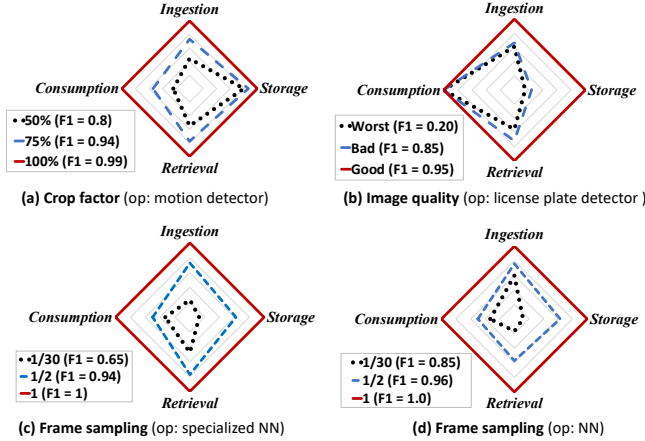 Ingestion
Consumption
Storage
Retrieval
50% (F1 = 0.8)
75% (F1 = 0.94)
100% (F1 = 0.99)
(a) Crop factor (op: motion detector)
Ingestion
Consumption
Storage
Retrieval
Worst (F1 = 0.20)
Bad (F1 = 0.85)
Good (F1 = 0.95)
(b) Image quality (op: license plate detector )
Ingestion
Consumption
Storage
Retrieval
1/30 (F1 = 0.65)
1/2 (F1 = 0.94)
1 (F1 = 1)
(c) Frame sampling (op: specialized NN)
Ingestion
Consumption
Storage
Retrieval
1/30 (F1 = 0.85)
1/2 (F1 = 0.96)
1 (F1 = 1.0)
(d) Frame sampling (op: NN)